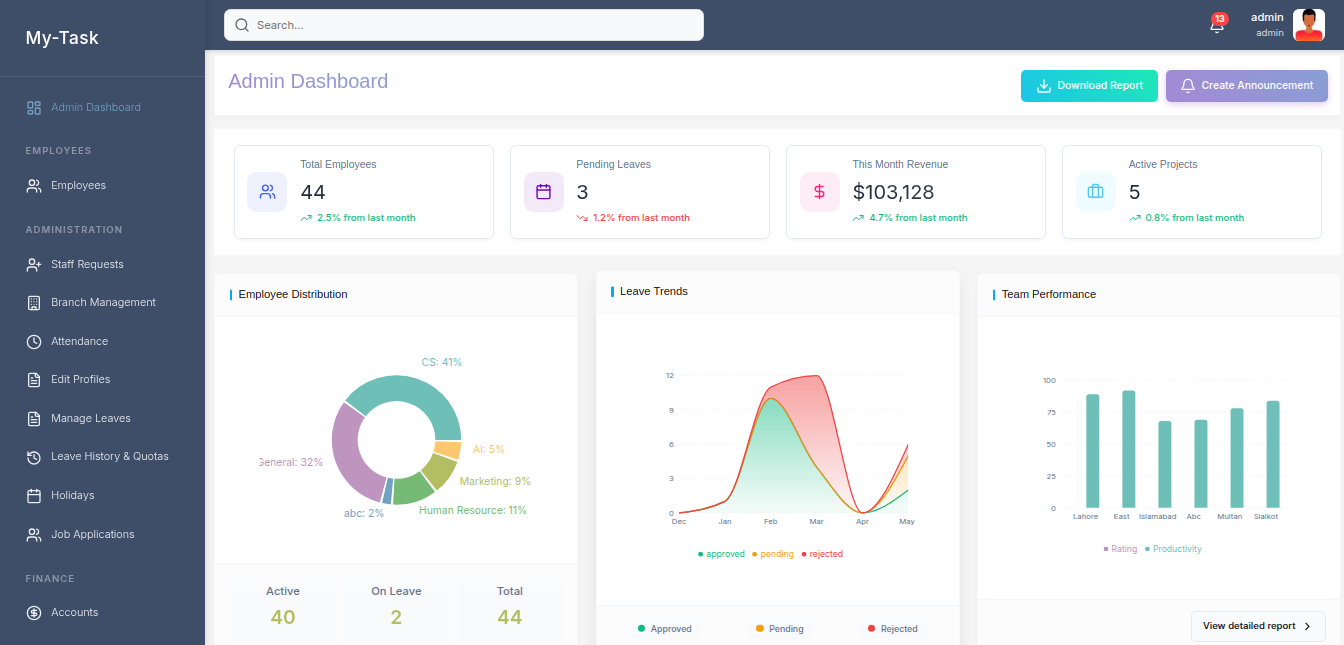 My-Task
Search...
13
admin
admin
Admin Dashboard
EMPLOYEES
Employees
ADMINISTRATION
Staff Requests
Branch Management
Attendance
Edit Profiles
Manage Leaves
Leave History & Quotas
Holidays
Job Applications
FINANCE
Accounts
Admin Dashboard
Download Report
Create Announcement
Total Employees
44
2.5% from last month
Pending Leaves
3
1.2% from last month
This Month Revenue
$103,128
4.7% from last month
Active Projects
5
0.8% from last month
Employee Distribution
CS: 41%
AI: 5%
General: 32%
Marketing: 9%
Human Resource: 11%
abc: 2%
Active
40
On Leave
2
Total
44
Leave Trends
12
9
6
3
0
Dec Jan Feb Mar Apr May
approved pending rejected
Approved Pending Rejected
Team Performance
100
75
50
25
0
Lahore East Islamabad Abc Multan Sialkot
Rating Productivity
View detailed report